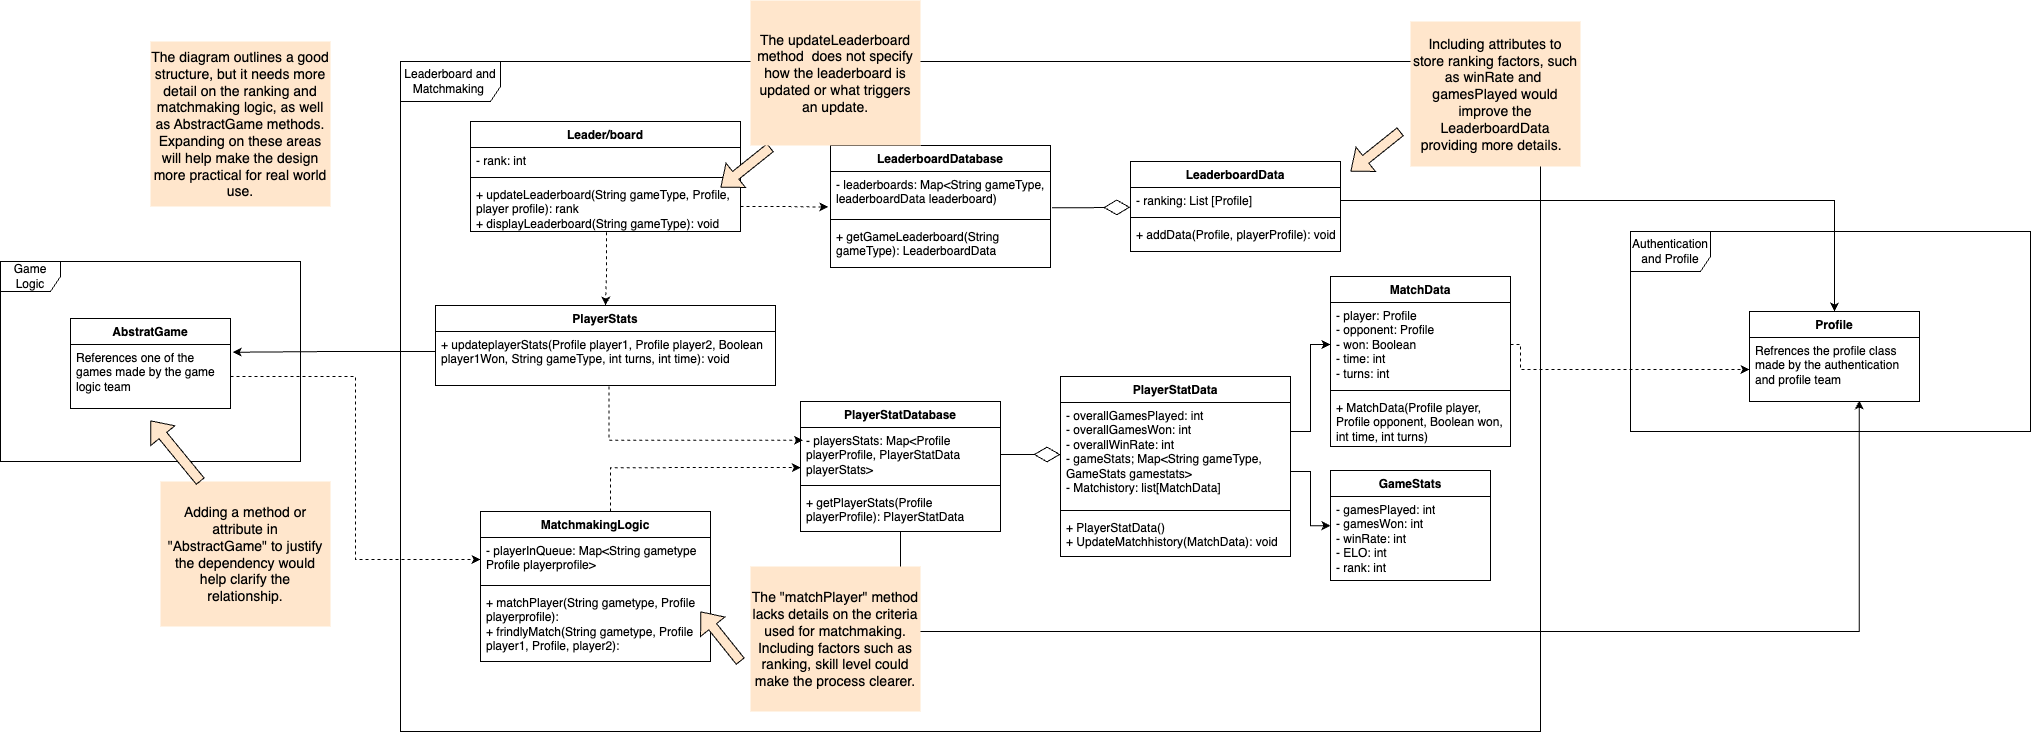 The diagram outlines a good
structure, but it needs more
detail on the ranking and
matchmaking logic, as well
as AbstractGame methods.
Expanding on these areas
will help make the design
more practical for real world
use.
The updateLeaderboard
method  does not specify
how the leaderboard is
updated or what triggers
an update.
Including attributes to
store ranking factors, such
as winRate and
gamesPlayed would
improve the
LeaderboardData
providing more details.
Leaderboard and
Matchmaking
Leader/board
- rank: int
+ updateLeaderboard(String gameType, Profile,
player profile): rank
+ displayLeaderboard(String gameType): void
LeaderboardDatabase
- leaderboards: Map<String gameType,
leaderboardData leaderboard)
+ getGameLeaderboard(String
gameType): LeaderboardData
LeaderboardData
- ranking: List [Profile]
+ addData(Profile, playerProfile): void
Authentication
and Profile
Profile
Refrences the profile class
made by the authentication
and profile team
Game
Logic
AbstratGame
References one of the
games made by the game
logic team
PlayerStats
+ updateplayerStats(Profile player1, Profile player2, Boolean
player1Won, String gameType, int turns, int time): void
MatchData
- player: Profile
- opponent: Profile
- won: Boolean
- time: int
- turns: int
+ MatchData(Profile player,
Profile opponent, Boolean won,
int time, int turns)
PlayerStatDatabase
- playersStats: Map<Profile
playerProfile, PlayerStatData
playerStats>
+ getPlayerStats(Profile
playerProfile): PlayerStatData
PlayerStatData
- overallGamesPlayed: int
- overallGamesWon: int
- overallWinRate: int
- gameStats; Map<String gameType,
GameStats gamestats>
- Matchistory: list[MatchData]
+ PlayerStatData()
+ UpdateMatchhistory(MatchData): void
GameStats
- gamesPlayed: int
- gamesWon: int
- winRate: int
- ELO: int
- rank: int
Adding a method or
attribute in
"AbstractGame" to justify
the dependency would
help clarify the
relationship.
MatchmakingLogic
- playerInQueue: Map<String gametype
Profile playerprofile>
+ matchPlayer(String gametype, Profile
playerprofile):
+ frindlyMatch(String gametype, Profile
player1, Profile, player2):
The "matchPlayer" method
lacks details on the criteria
used for matchmaking.
Including factors such as
ranking, skill level could
make the process clearer.